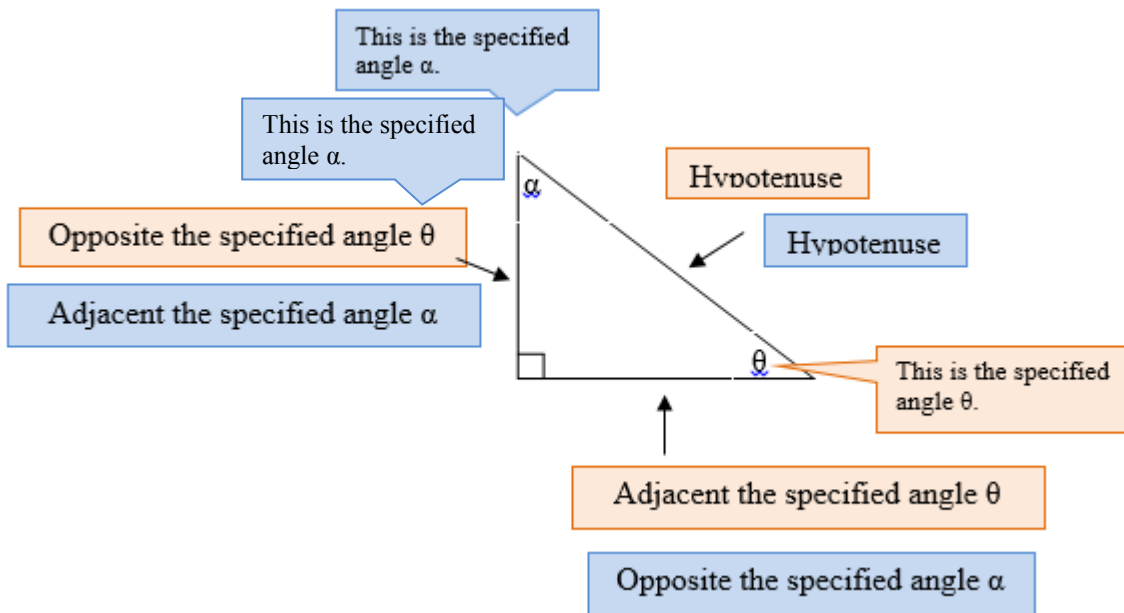 This is the specified
angle α.
This is the specified
angle α.
α
Hypotenuse
Hypotenuse
Opposite the specified angle θ
Adjacent the specified angle α
θ
This is the specified
angle θ.
Adjacent the specified angle θ
Opposite the specified angle α